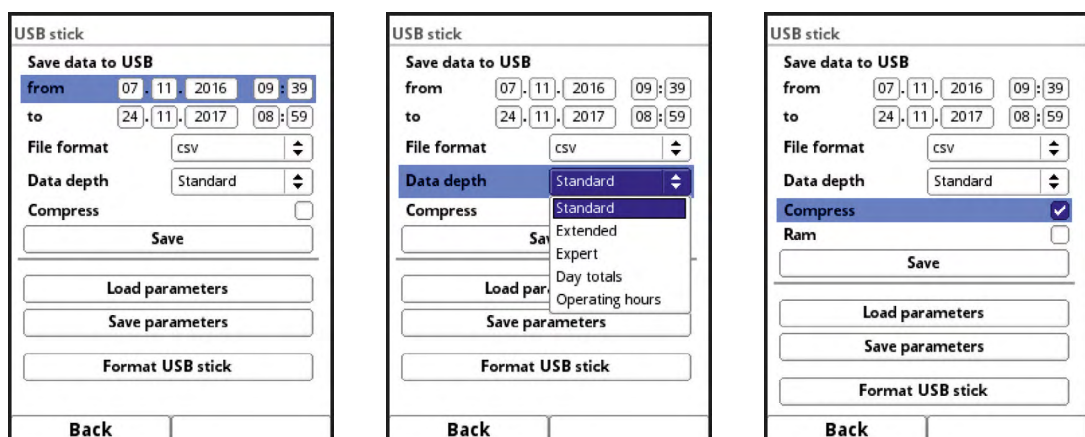 USB stick
Save data to USB
from 07. 11. 2016 09:39
to 24. 11. 2017 08:59
File format csv
Data depth Standard
Compress
Save
Load parameters
Save parameters
Format USB stick
Back
USB stick
Save data to USB
from 07. 11. 2016 09:39
to 24. 11. 2017 08:59
File format csv
Data depth Standard
Compress Standard
Extended
Sav
Expert
Day totals
Load par
Operating hours
Save parameters
Format USB stick
Back
USB stick
Save data to USB
from 07. 11. 2016 09:39
to 24. 11. 2017 08:59
File format csv
Data depth Standard
Compress
Ram
Save
Load parameters
Save parameters
Format USB stick
Back